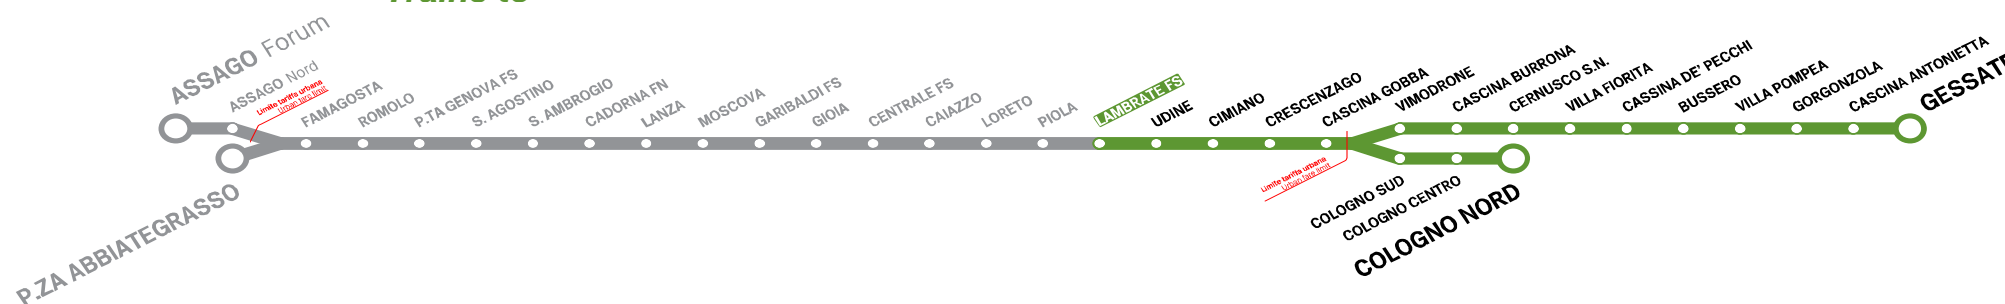 Trains to
ASSAGO Forum
ASSAGO Nord
Limite tariffa urbana
Urban fare limit
P.ZA ABBIATEGRASSO
FAMAGOSTA
ROMOLO
P.TA GENOVA FS
S. AGOSTINO
S. AMBROGIO
CADORNA FN
LANZA
MOSCOVA
GARIBALDI FS
GIOIA
CENTRALE FS
CAIAZZO
LORETO
PIOLA
LAMBRATE FS
UDINE
CIMIANO
CRESCENZAGO
CASCINA GOBBA
Limite tariffa urbana
Urban fare limit
VIMODRONE
CASCINA BURRONA
CERNUSCO S.N.
VILLA FIORITA
CASSINA DE' PECCHI
BUSSERO
VILLA POMPEA
GORGONZOLA
CASCINA ANTONIETTA
GESSATE
COLOGNO SUD
COLOGNO CENTRO
COLOGNO NORD